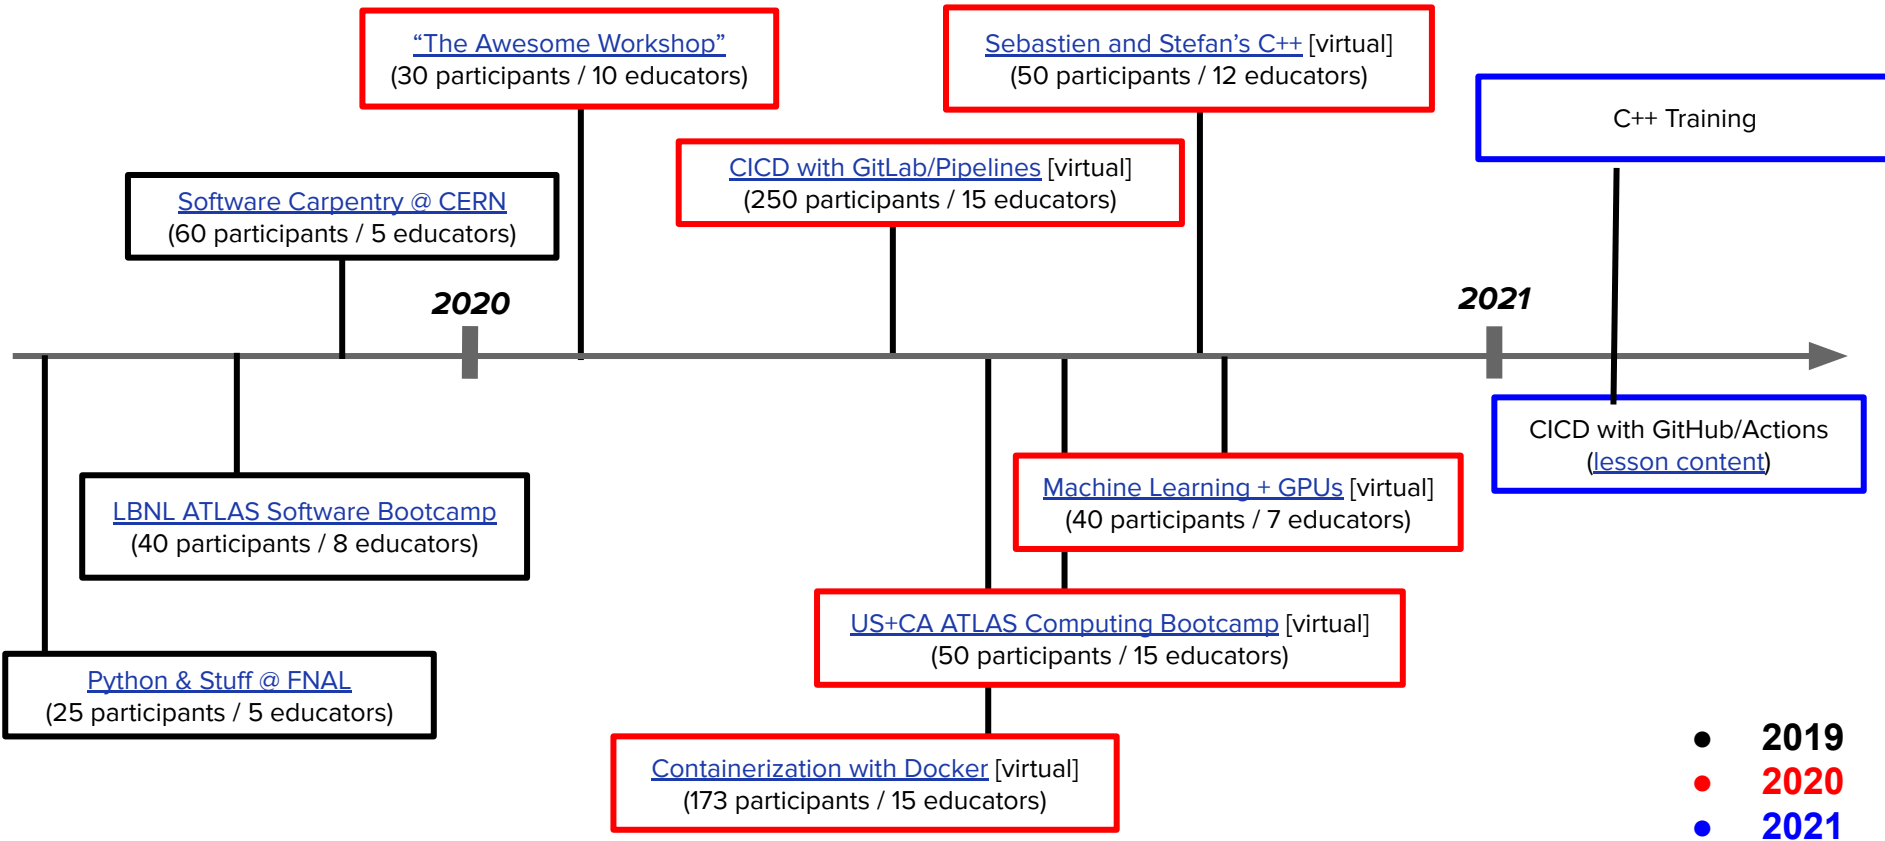 “The Awesome Workshop”
(30 participants / 10 educators)
Sebastien and Stefan’s C++ [virtual]
(50 participants / 12 educators)
C++ Training
CICD with GitLab/Pipelines [virtual]
(250 participants / 15 educators)
Software Carpentry @ CERN
(60 participants / 5 educators)
2020
2021
CICD with GitHub/Actions
(lesson content)
Machine Learning + GPUs [virtual]
(40 participants / 7 educators)
LBNL ATLAS Software Bootcamp
(40 participants / 8 educators)
US+CA ATLAS Computing Bootcamp [virtual]
(50 participants / 15 educators)
Python & Stuff @ FNAL
(25 participants / 5 educators)
Containerization with Docker [virtual]
(173 participants / 15 educators)
● 2019
● 2020
● 2021